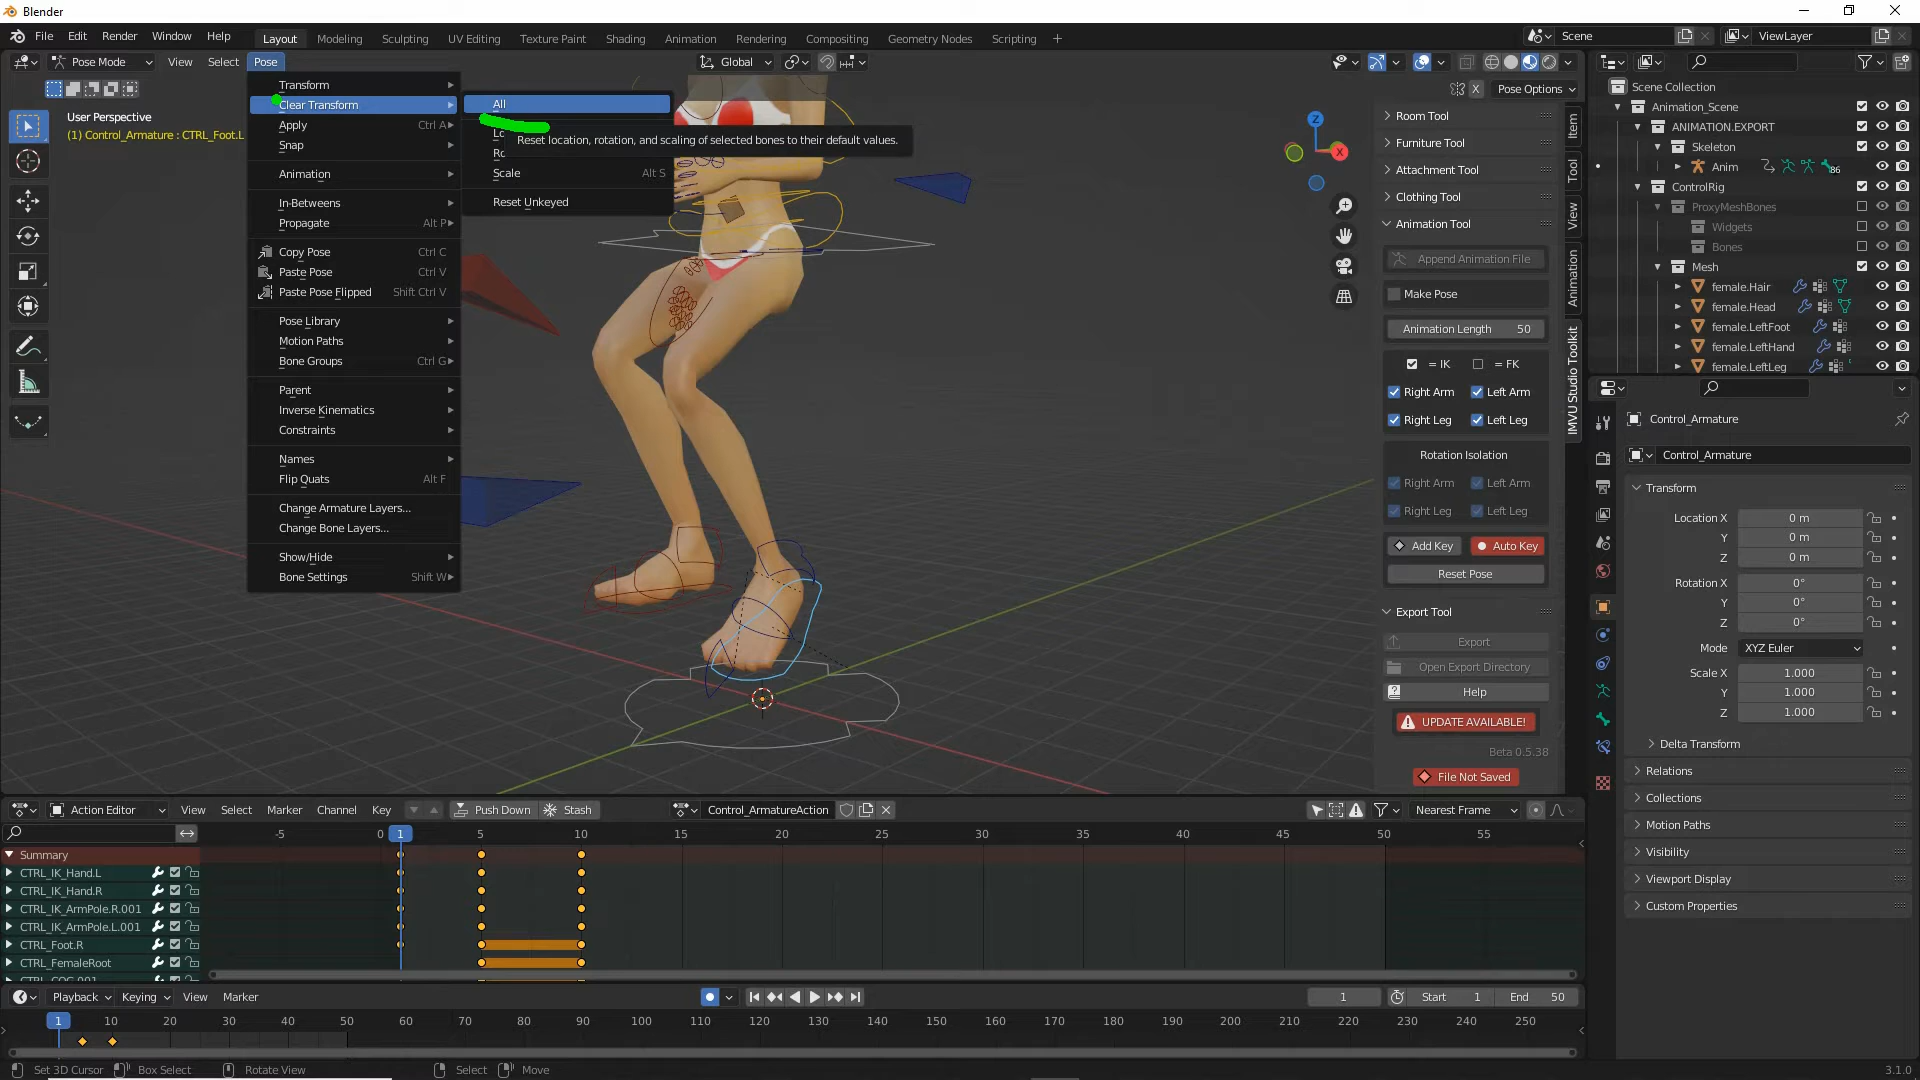 Blender
File Edit Render Window Help Layout Modeling Sculpting UV Editing Texture Paint Shading Animation Rendering Compositing Geometry Nodes Scripting + Scene ViewLayer
Pose Mode View Select Pose Global
X Pose Options
User Perspective
(1) Control_Armature : CTRL_Foot.L
Transform
Clear Transform
Apply Ctrl A
Snap
Animation
In-Betweens
Propagate Alt P
Copy Pose Ctrl C
Paste Pose Ctrl V
Paste Pose Flipped Shift Ctrl V
Pose Library
Motion Paths
Bone Groups Ctrl G
Parent
Inverse Kinematics
Constraints
Names
Flip Quats Alt F
Change Armature Layers...
Change Bone Layers...
Show/Hide
Bone Settings Shift W
All
Reset location, rotation, and scaling of selected bones to their default values.
Scale Alt S
Reset Unkeyed
Z
X
Room Tool
Furniture Tool
Attachment Tool
Clothing Tool
Animation Tool
Append Animation File
Make Pose
Animation Length 50
= IK = FK
Right Arm Left Arm
Right Leg Left Leg
Rotation Isolation
Right Arm Left Arm
Right Leg Left Leg
Add Key Auto Key
Reset Pose
Export Tool
Export
Open Export Directory
Help
UPDATE AVAILABLE!
Beta 0.5.38
File Not Saved
Item
Tool
View
Animation
IMVU Studio Toolkit
Scene Collection
Animation_Scene
ANIMATION.EXPORT
Skeleton
Anim 86
ControlRig
ProxyMeshBones
Widgets
Bones
Mesh
female.Hair
female.Head
female.LeftFoot
female.LeftHand
female.LeftLeg
Control_Armature
Control_Armature
Transform
Location X 0 m
Y 0 m
Z 0 m
Rotation X 0°
Y 0°
Z 0°
Mode XYZ Euler
Scale X 1.000
Y 1.000
Z 1.000
Delta Transform
Relations
Collections
Motion Paths
Visibility
Viewport Display
Custom Properties
Action Editor View Select Marker Channel Key Push Down Stash Control_ArmatureAction Nearest Frame
-5 0 1 5 10 15 20 25 30 35 40 45 50 55
Summary
CTRL_IK_Hand.L
CTRL_IK_Hand.R
CTRL_IK_ArmPole.R.001
CTRL_IK_ArmPole.L.001
CTRL_Foot.R
CTRL_FemaleRoot
CTRL_COG.001
Playback Keying View Marker 1 Start 1 End 50
1 10 20 30 40 50 60 70 80 90 100 110 120 130 140 150 160 170 180 190 200 210 220 230 240 250
Set 3D Cursor Box Select Rotate View Select Move 3.1.0